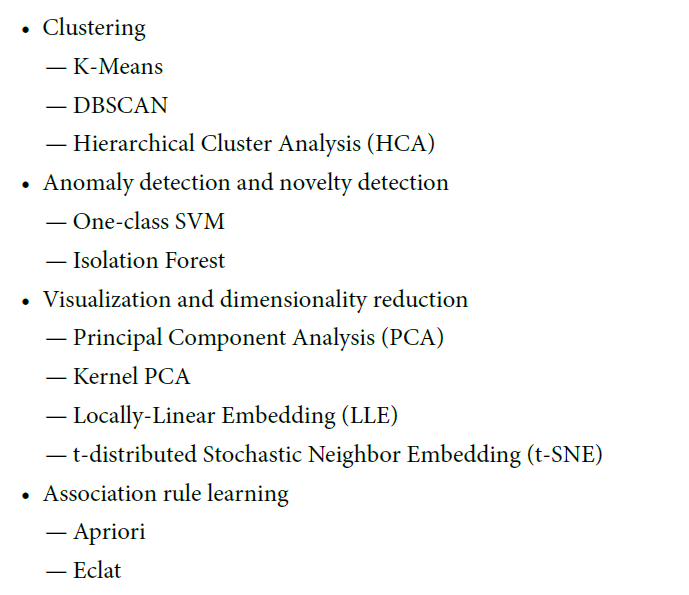 • Clustering
— K-Means
— DBSCAN
— Hierarchical Cluster Analysis (HCA)
• Anomaly detection and novelty detection
— One-class SVM
— Isolation Forest
• Visualization and dimensionality reduction
— Principal Component Analysis (PCA)
— Kernel PCA
— Locally-Linear Embedding (LLE)
— t-distributed Stochastic Neighbor Embedding (t-SNE)
• Association rule learning
— Apriori
— Eclat